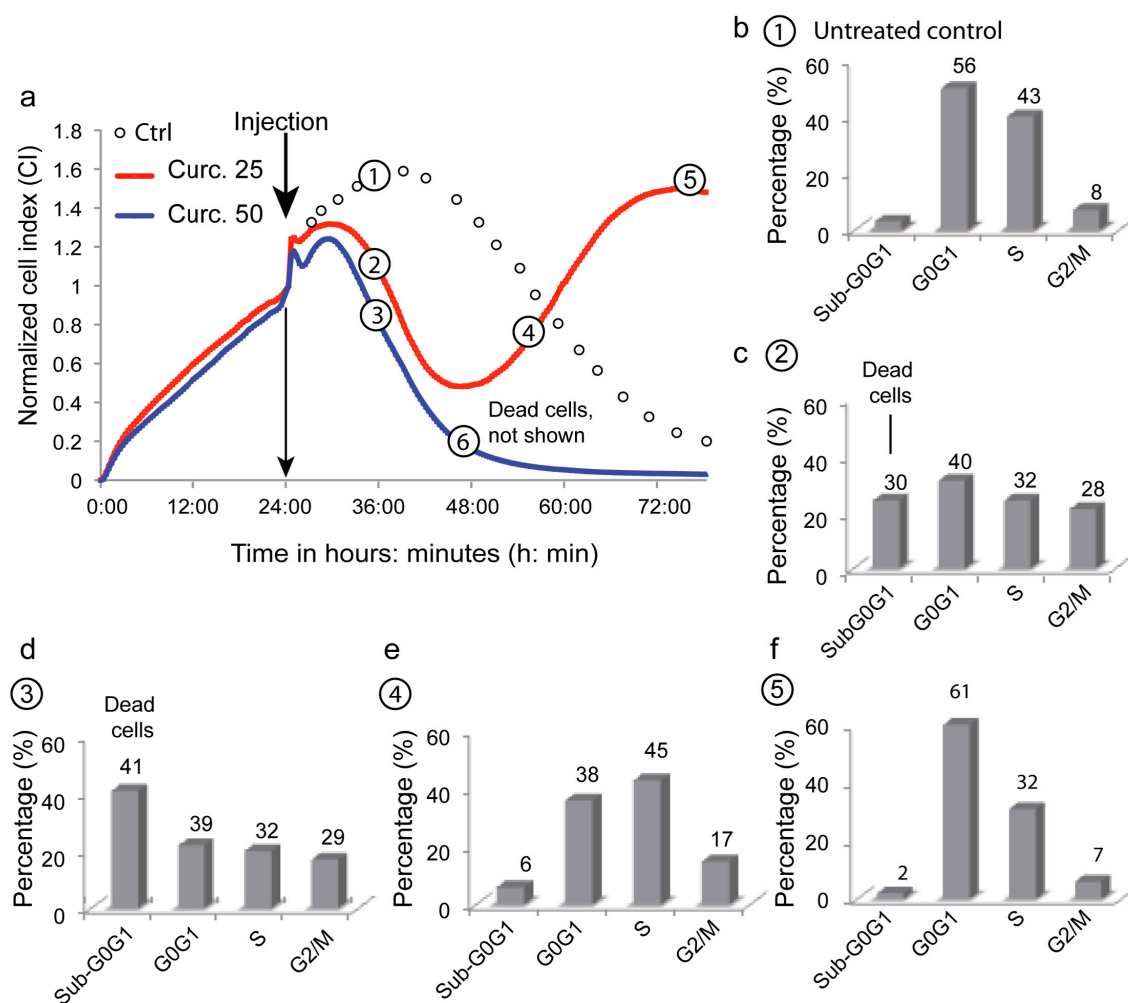 a
Normalized cell index (CI)
1.8
1.6
1.4
1.2
1
0.8
0.6
0.4
0.2
0
Ctrl
Curc. 25
Curc. 50
Injection
1
2
3
4
5
6
Dead cells,
not shown
0:00 12:00 24:00 36:00 48:00 60:00 72:00
Time in hours: minutes (h: min)
b 1 Untreated control
Percentage (%)
60
40
20
0
56
43
8
Sub-G0G1 G0G1 S G2/M
c 2
Dead
cells
Percentage (%)
60
40
20
0
30 40 32 28
SubG0G1 G0G1 S G2/M
d
3
Dead
cells
Percentage (%)
60
40
20
0
41 39 32 29
Sub-G0G1 G0G1 S G2/M
e
4
Percentage (%)
60
40
20
0
6 38 45 17
Sub-G0G1 G0G1 S G2/M
f
5
Percentage (%)
60
40
20
0
2 61 32 7
Sub-G0G1 G0G1 S G2/M